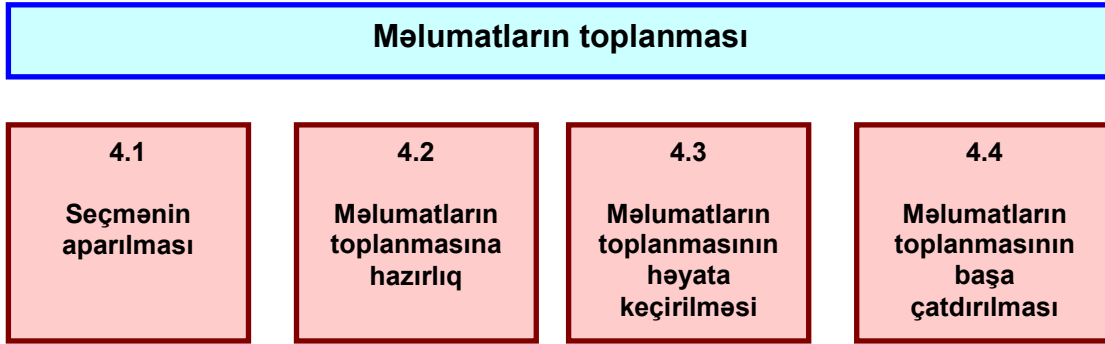 Məlumatların toplanması
4.1
Seçmənin
aparılması
4.2
Məlumatların
toplanmasına
hazırlıq
4.3
Məlumatların
toplanmasının
həyata
keçirilməsi
4.4
Məlumatların
toplanmasının
başa
çatdırılması